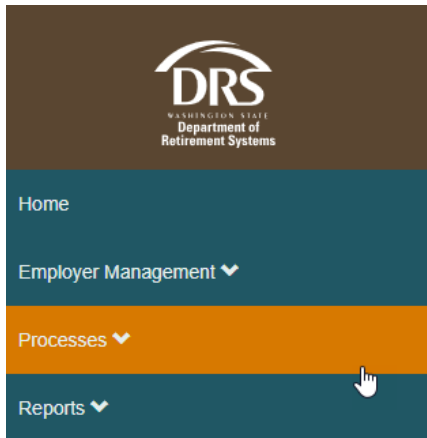 DRS
WASHINGTON STATE
Department of
Retirement Systems
Home
Employer Management
Processes
Reports